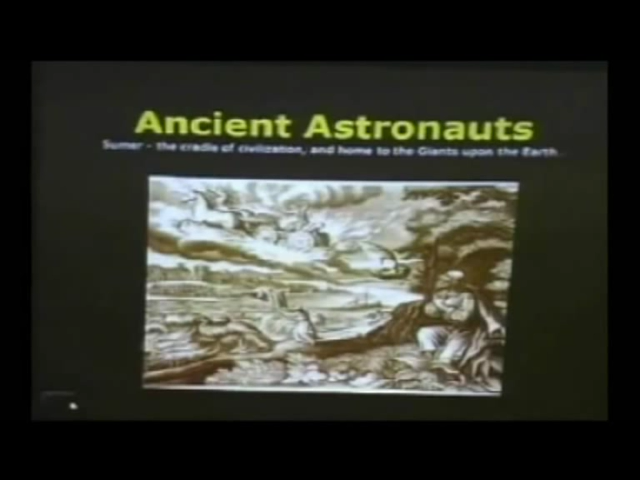 Ancient Astronauts
Sumer - the cradle of civilization, and home to the Giants upon the Earth.